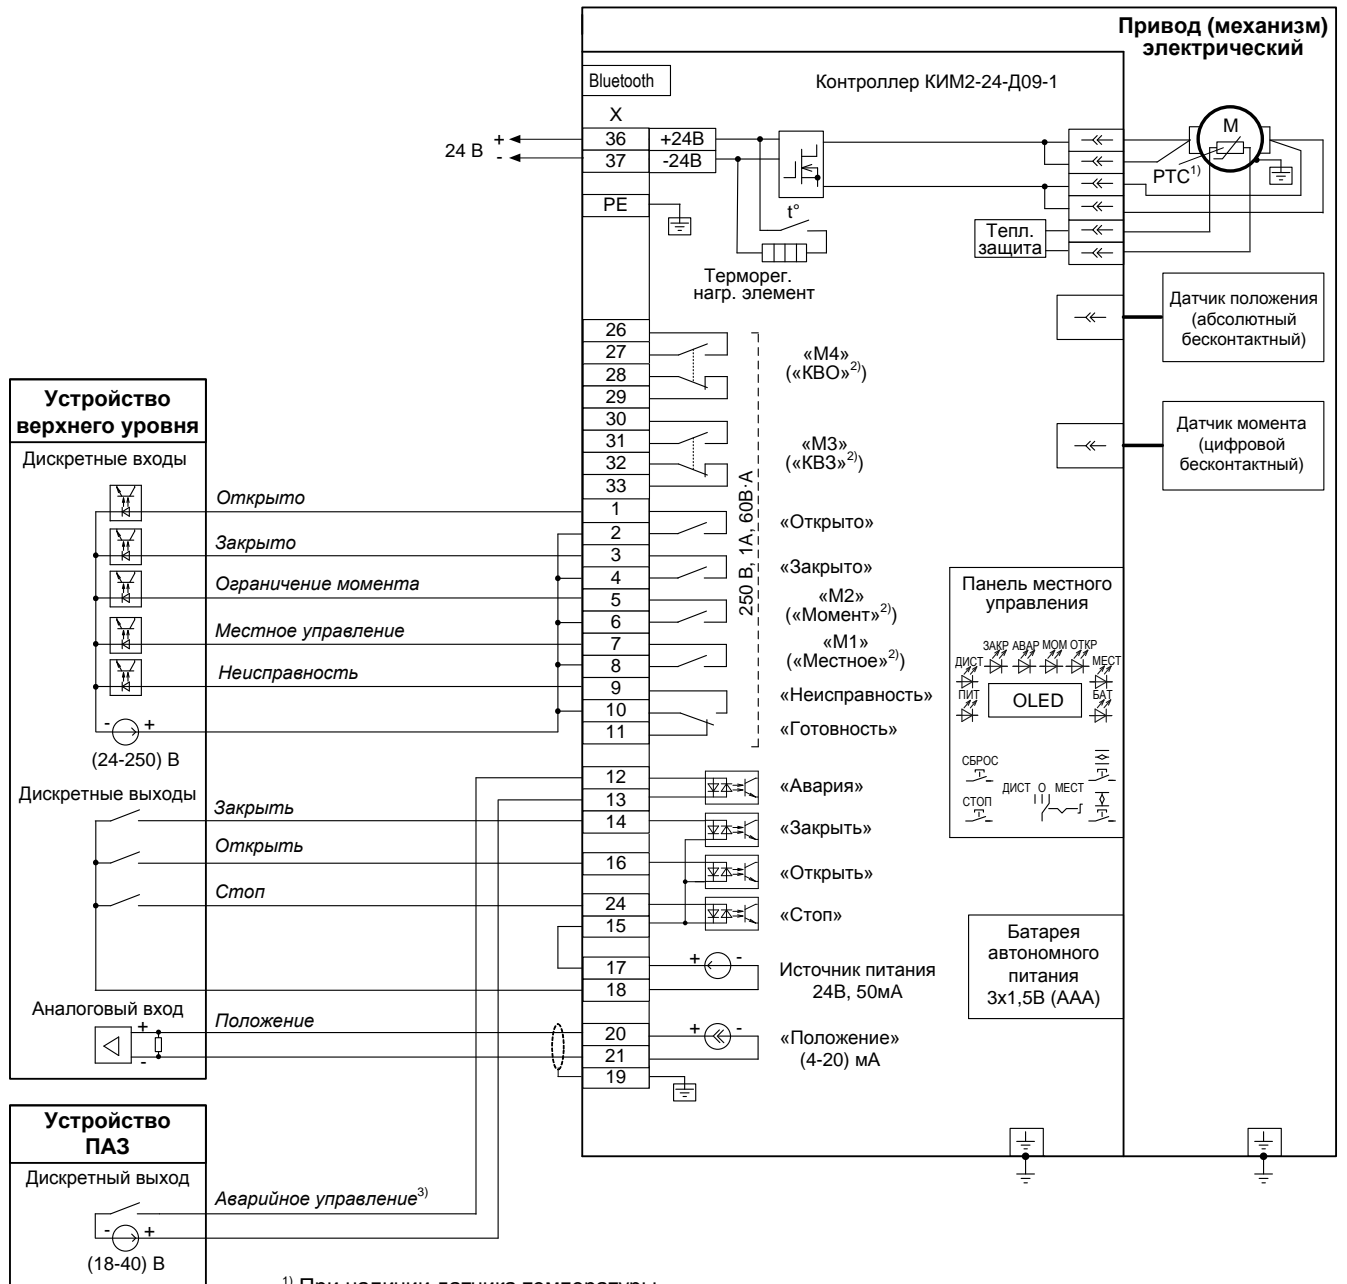 Привод (механизм)
электрический
Bluetooth
Контроллер КИМ2-24-Д09-1
X
24 В
+
-
36
+24В
37
-24В
PE
t°
Терморег.
нагр. элемент
Тепл.
защита
M
PTC1)
Датчик положения
(абсолютный
бесконтактный)
Датчик момента
(цифровой
бесконтактный)
26
27
28
29
30
31
32
33
1
2
3
4
5
6
7
8
9
10
11
«М4»
(«КВО»2))
«М3»
(«КВЗ»2))
«Открыто»
«Закрыто»
«М2»
(«Момент»2))
«М1»
(«Местное»2))
«Неисправность»
«Готовность»
250 В, 1А, 60В·А
Устройство
верхнего уровня
Дискретные входы
Открыто
Закрыто
Ограничение момента
Местное управление
Неисправность
-
+
(24-250) В
Дискретные выходы
Закрыть
Открыть
Стоп
Аналоговый вход
+
-
Положение
12
13
14
16
24
15
17
18
20
21
19
«Авария»
«Закрыть»
«Открыть»
«Стоп»
+
-
Источник питания
24В, 50мА
+
-
«Положение»
(4-20) мА
Панель местного
управления
ЗАКР АВАР МОМ ОТКР
ДИСТ
МЕСТ
ПИТ
OLED
БАТ
СБРОС
ДИСТ О МЕСТ
СТОП
Батарея
автономного
питания
3х1,5В (ААА)
Устройство
ПАЗ
Дискретный выход
Аварийное управление3)
-
+
(18-40) В
1) При наличии датчика температуры